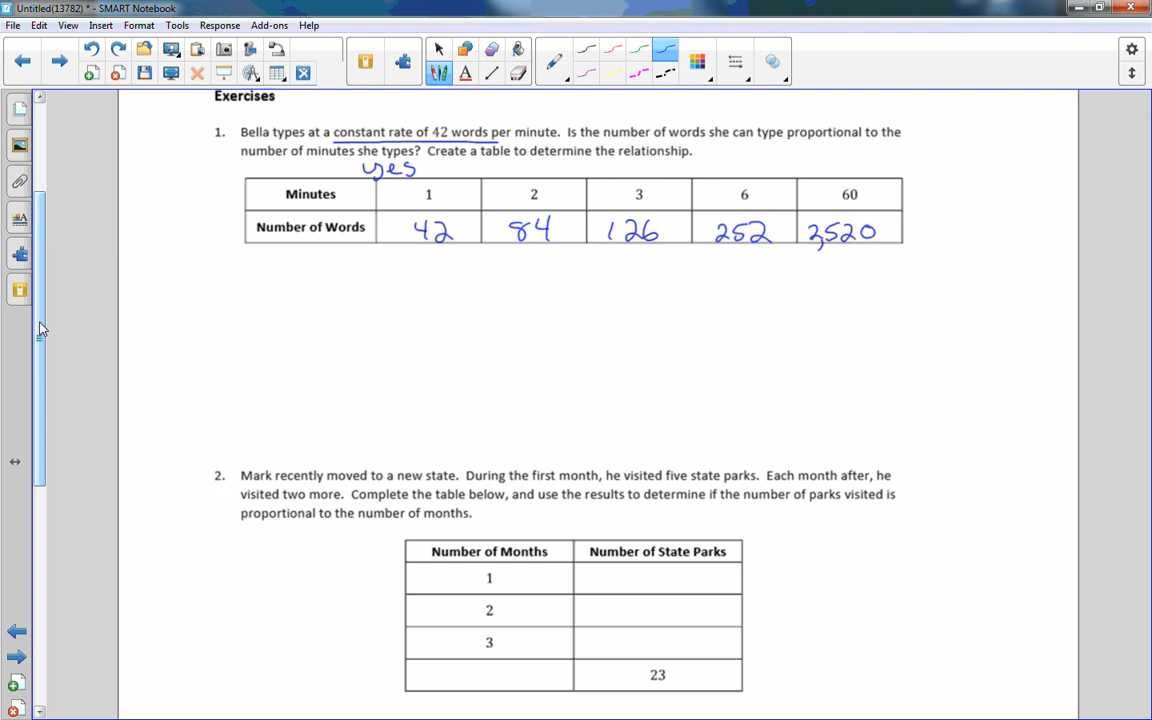 Untitled(13782) * - SMART Notebook
File Edit View Insert Format Tools Response Add-ons Help
Exercises
1. Bella types at a constant rate of 42 words per minute. Is the number of words she can type proportional to the
number of minutes she types? Create a table to determine the relationship.
yes
Minutes 1 2 3 6 60
Number of Words 42 84 126 252 2,520
2. Mark recently moved to a new state. During the first month, he visited five state parks. Each month after, he
visited two more. Complete the table below, and use the results to determine if the number of parks visited is
proportional to the number of months.
Number of Months Number of State Parks
1
2
3
23